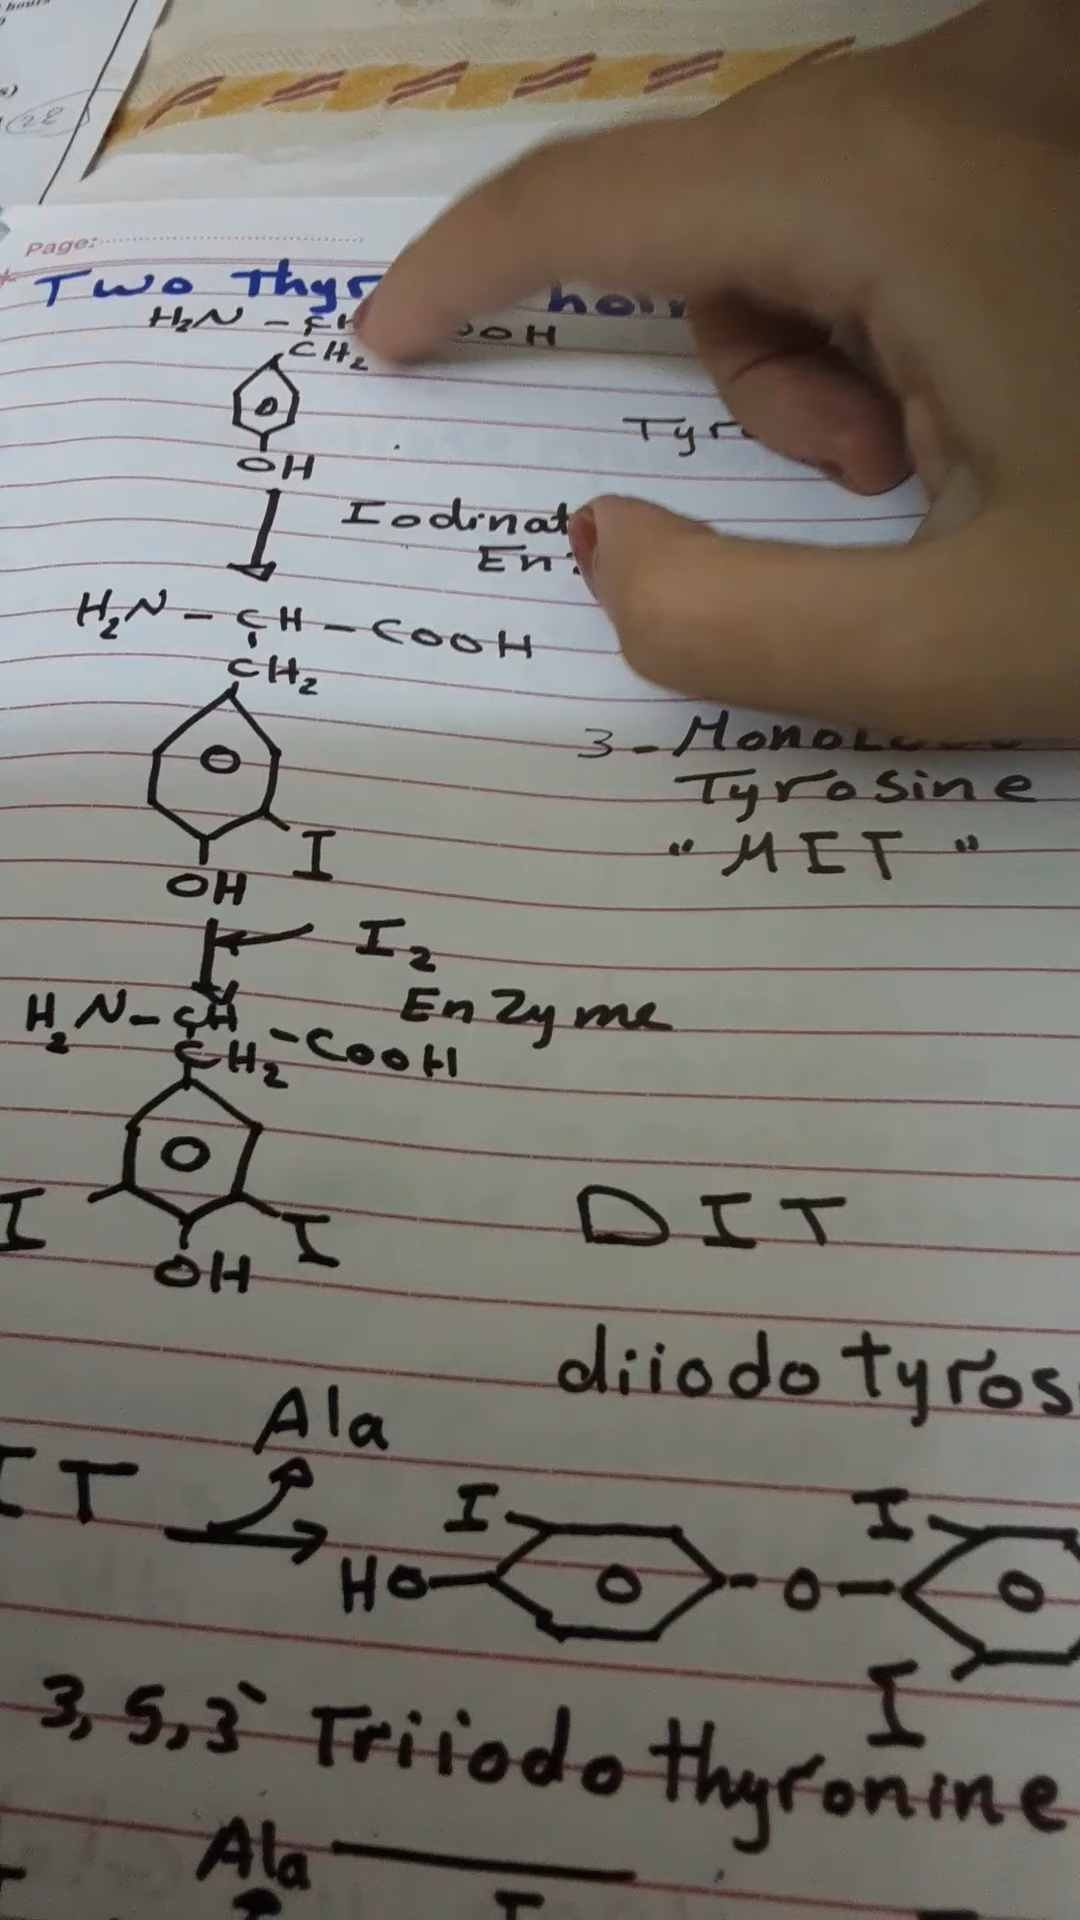 Page:
Two Thyr
H₂N - CH OOH
CH₂
OH
Tyr
Iodinat
En
H₂N - CH - COOH
CH₂
I
OH
3 - Mono
Tyrosine
"MIT"
I₂
Enzyme
H₂N - CH - COOH
CH₂
I I
OH
DIT
diiodotyros
Ala
IT
I I
HO O
I
3, 5, 3` Triiodothyronine
Ala
I